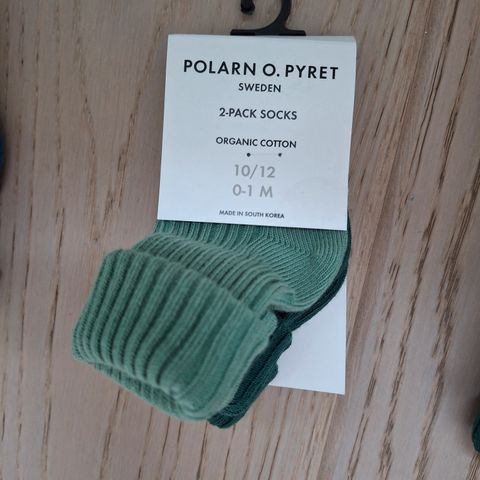 POLARN O. PYRET
SWEDEN
2-PACK SOCKS
ORGANIC COTTON
10/12
0-1 M
MADE IN SOUTH KOREA